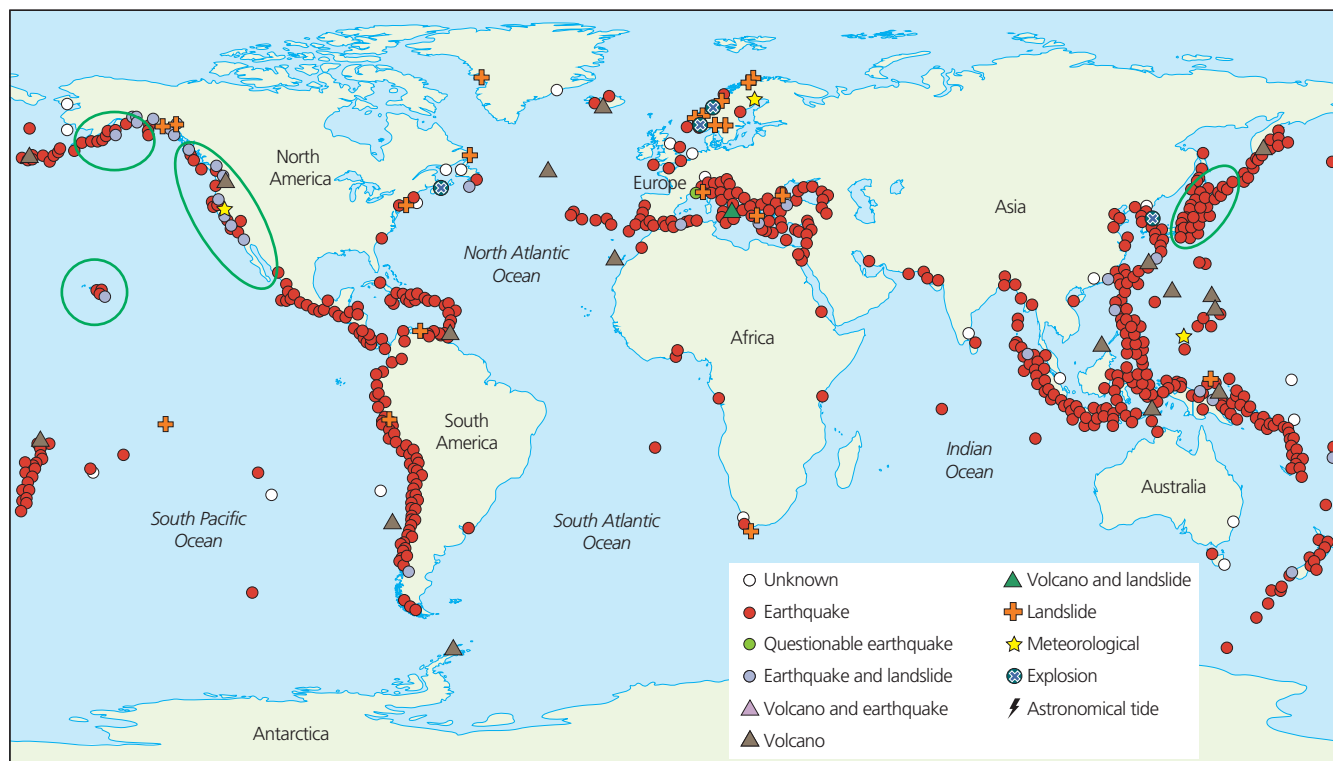 North
America
Europe
Asia
North Atlantic
Ocean
Africa
South
America
Indian
Ocean
Australia
South Pacific
Ocean
South Atlantic
Ocean
Unknown
Earthquake
Questionable earthquake
Earthquake and landslide
Volcano and earthquake
Volcano
Volcano and landslide
Landslide
Meteorological
Explosion
Astronomical tide
Antarctica